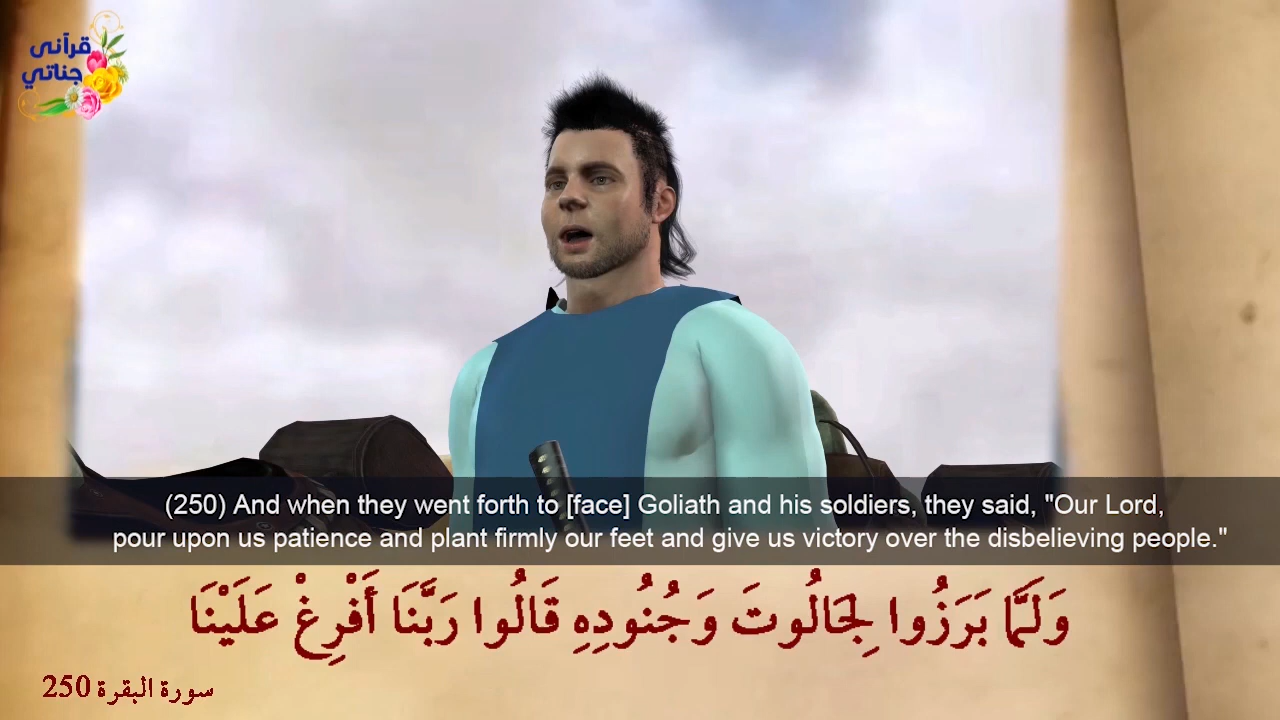 قرآنى
جناتي
(250) And when they went forth to [face] Goliath and his soldiers, they said, "Our Lord,
pour upon us patience and plant firmly our feet and give us victory over the disbelieving people."
وَلَمَّا بَرَزُوا لِجَالُوتَ وَجُنُودِهِ قَالُوا رَبَّنَا أَفْرِغْ عَلَيْنَا
سورة البقرة 250